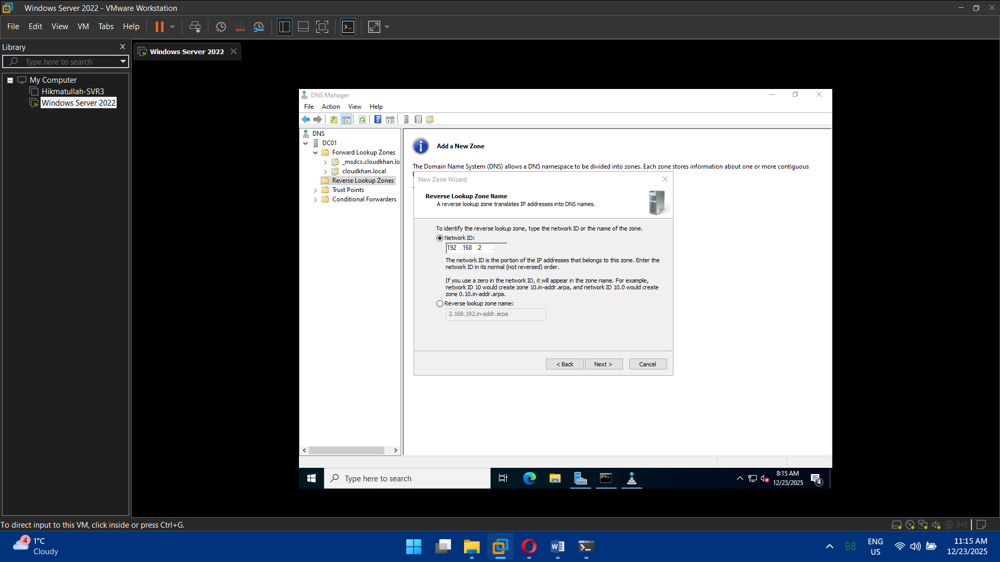 Windows Server 2022 - VMware Workstation
File Edit View VM Tabs Help
Library
Type here to search
My Computer
Hikmatullah-SVR3
Windows Server 2022
Windows Server 2022
DNS Manager
File Action View Help
DNS
DC01
Forward Lookup Zones
_msdcs.cloudkhan.lo
cloudkhan.local
Reverse Lookup Zones
Trust Points
Conditional Forwarders
Add a New Zone
The Domain Name System (DNS) allows a DNS namespace to be divided into zones. Each zone stores information about one or more contiguous
New Zone Wizard
Reverse Lookup Zone Name
A reverse lookup zone translates IP addresses into DNS names.
To identify the reverse lookup zone, type the network ID or the name of the zone.
Network ID:
192 .168 .2 .
The network ID is the portion of the IP addresses that belongs to this zone. Enter the
network ID in its normal (not reversed) order.
If you use a zero in the network ID, it will appear in the zone name. For example,
network ID 10 would create zone 10.in-addr.arpa, and network ID 10.0 would create
zone 0.10.in-addr.arpa.
Reverse lookup zone name:
2.168.192.in-addr.arpa
< Back Next > Cancel
Type here to search
8:15 AM
12/23/2025
4
To direct input to this VM, click inside or press Ctrl+G.
4
1°C
Cloudy
98
ENG
US
11:15 AM
12/23/2025